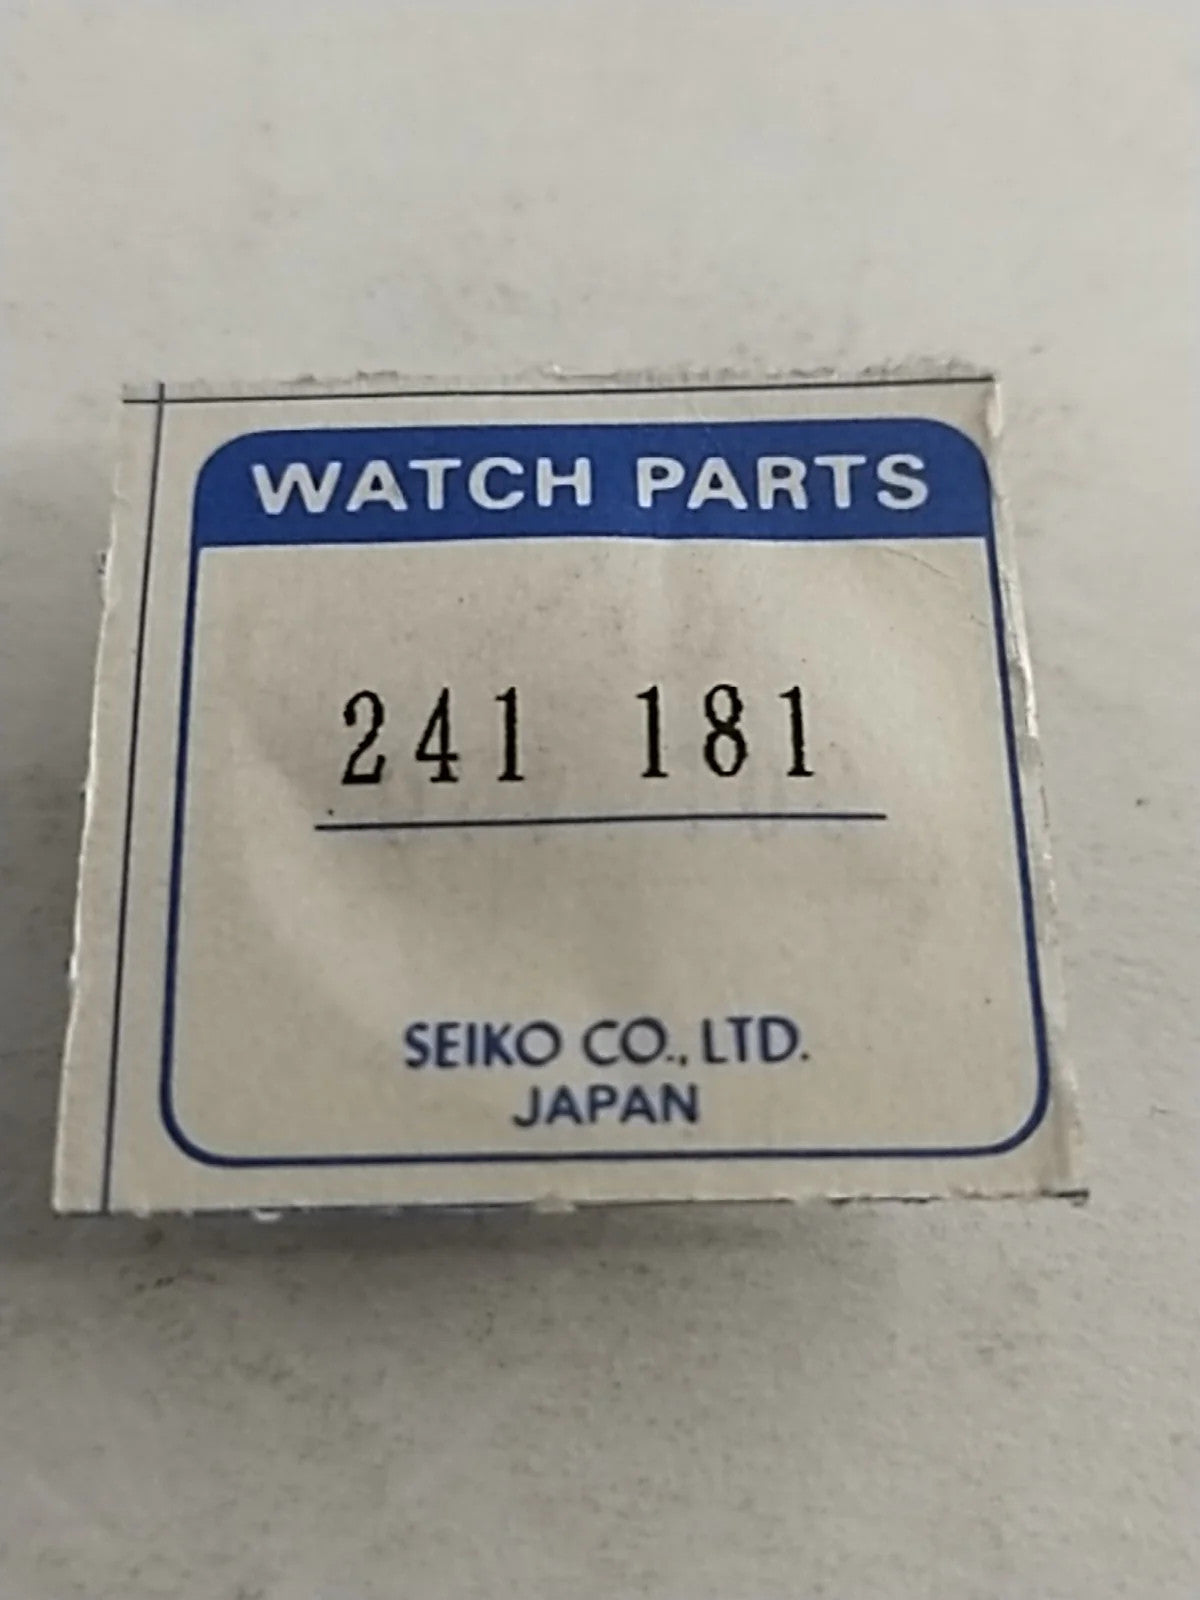 WATCH PARTS
241 181
SEIKO CO., LTD.
JAPAN